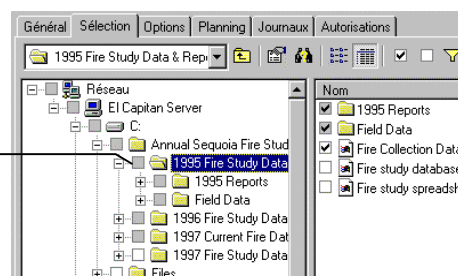 Général Sélection Options Planning Journaux Autorisations
1995 Fire Study Data & Rep
Réseau
El Capitan Server
C:
Annual Sequoia Fire Stud
1995 Fire Study Data
1995 Reports
Field Data
1996 Fire Study Data
1997 Current Fire Dat
1997 Fire Study Data
Files
Nom
1995 Reports
Field Data
Fire Collection Data
Fire study database
Fire study spreadsh